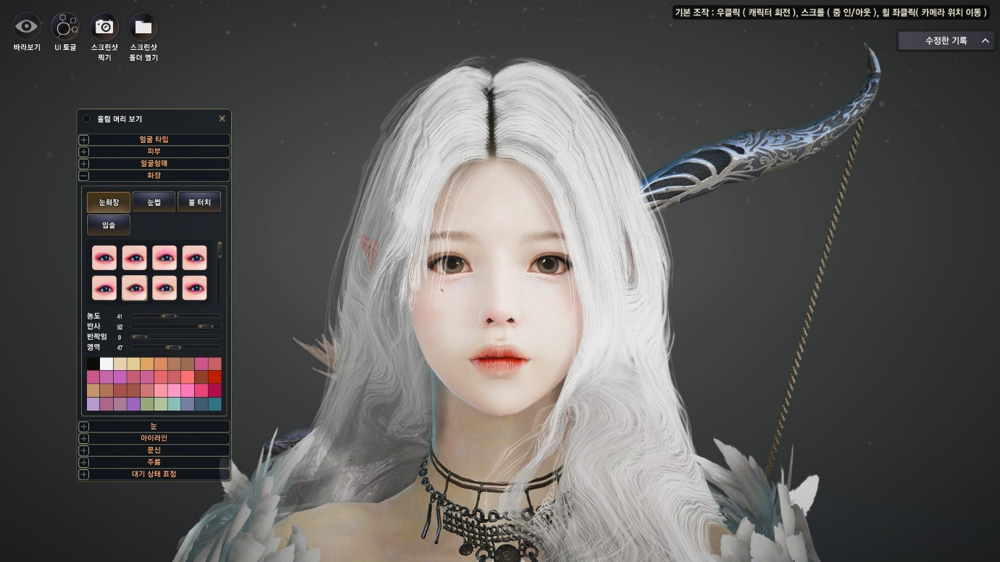 기본 조작 : 우클릭 ( 캐릭터 회전 ), 스크롤 ( 줌 인/아웃 ), 휠 좌클릭( 카메라 위치 이동 )
바라보기
UI 토글
스크린샷
찍기
스크린샷
폴더 열기
수정한 기록
올림 머리 보기
얼굴 타입
피부
얼굴형태
화장
눈화장
눈썹
볼 터치
입술
농도 41
반사 92
반짝임 0
영역 47
눈
아이라인
문신
주름
대기 상태 표정